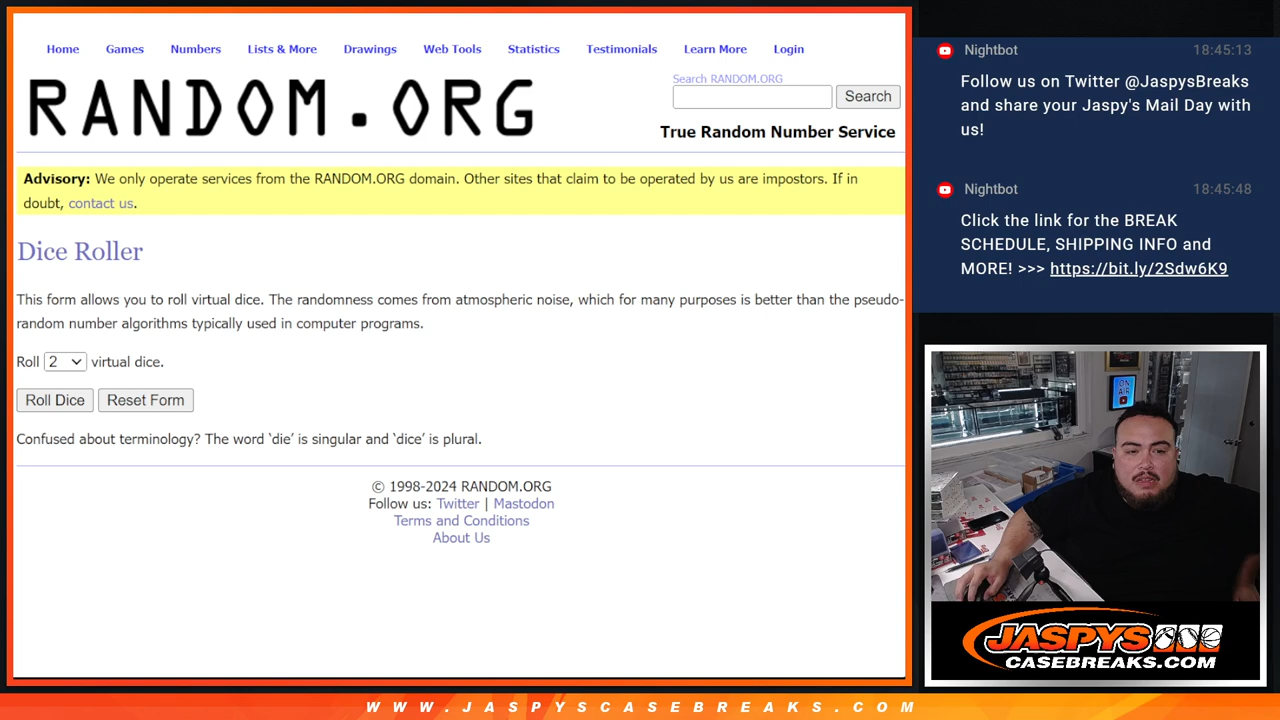 Home Games Numbers Lists & More Drawings Web Tools Statistics Testimonials Learn More Login
RANDOM.ORG
Search RANDOM.ORG
Search
True Random Number Service
Advisory: We only operate services from the RANDOM.ORG domain. Other sites that claim to be operated by us are impostors. If in
doubt, contact us.
Dice Roller
This form allows you to roll virtual dice. The randomness comes from atmospheric noise, which for many purposes is better than the pseudo-
random number algorithms typically used in computer programs.
Roll 2 virtual dice.
Roll Dice Reset Form
Confused about terminology? The word ‘die’ is singular and ‘dice’ is plural.
© 1998-2024 RANDOM.ORG
Follow us: Twitter | Mastodon
Terms and Conditions
About Us
Nightbot 18:45:13
Follow us on Twitter @JaspysBreaks
and share your Jaspy's Mail Day with
us!
Nightbot 18:45:48
Click the link for the BREAK
SCHEDULE, SHIPPING INFO and
MORE! >>> https://bit.ly/2Sdw6K9
ON
AIR
JASPYS
CASEBREAKS.COM
WWW.JASPYSCASEBREAKS.COM